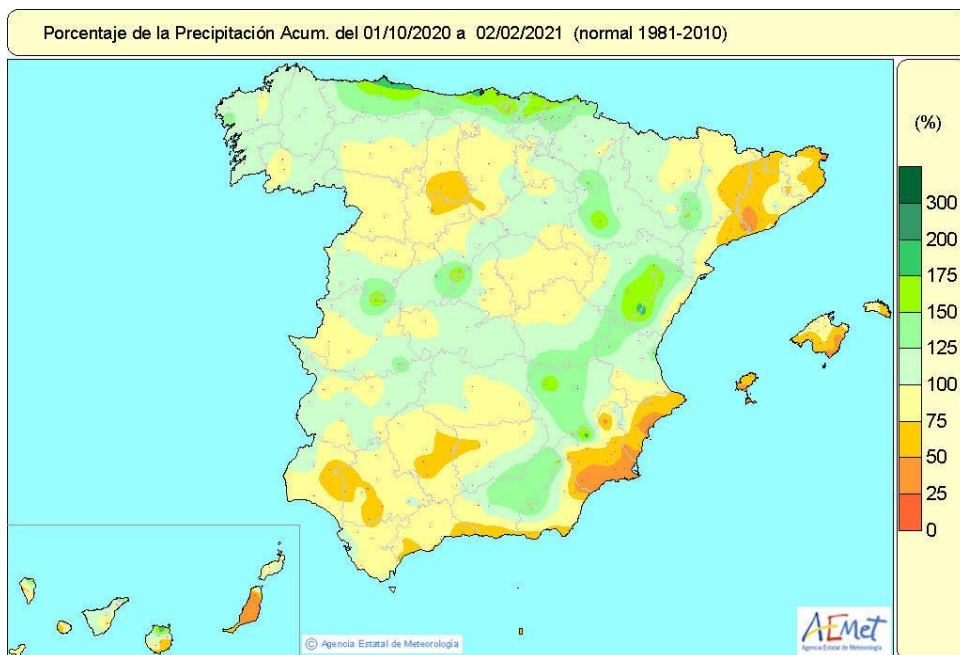 Porcentaje de la Precipitación Acum. del 01/10/2020 a 02/02/2021 (normal 1981-2010)
(%)
300
200
175
150
125
100
75
50
25
0
© Agencia Estatal de Meteorología
AEMet
Agencia Estatal de Meteorología